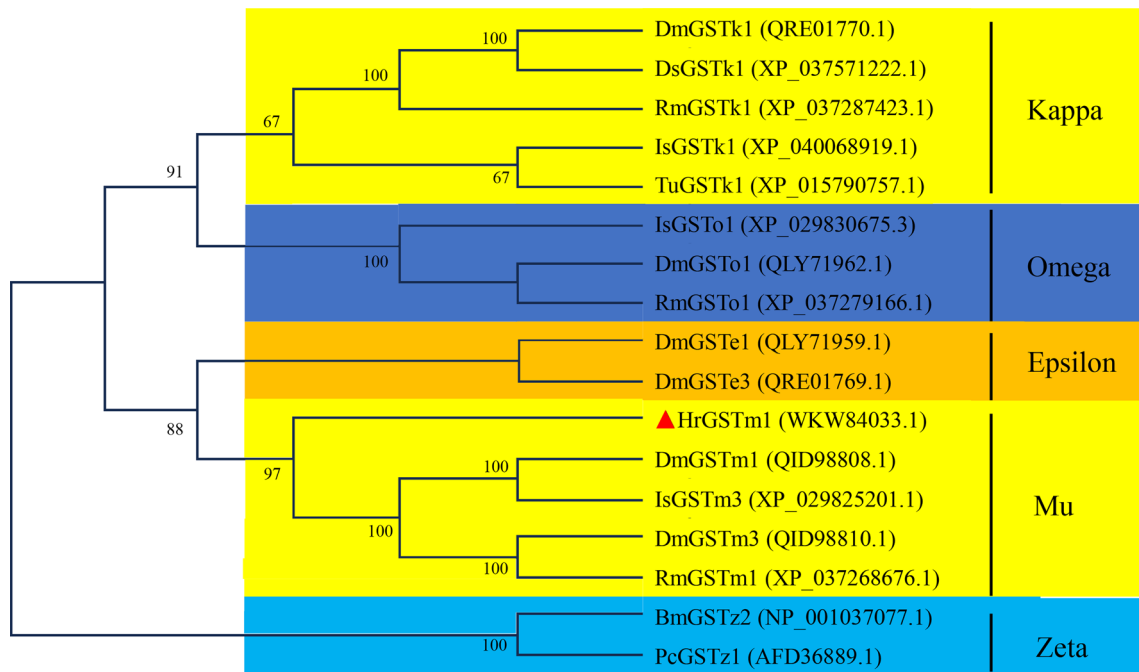 DmGSTk1 (QRE01770.1)
100
DsGSTk1 (XP_037571222.1)
100
RmGSTk1 (XP_037287423.1)
Kappa
67
IsGSTk1 (XP_040068919.1)
91
67
TuGSTk1 (XP_015790757.1)
IsGSTo1 (XP_029830675.3)
100
DmGSTo1 (QLY71962.1)
Omega
RmGSTo1 (XP_037279166.1)
DmGSTe1 (QLY71959.1)
Epsilon
DmGSTe3 (QRE01769.1)
HrGSTm1 (WKW84033.1)
88
DmGSTm1 (QID98808.1)
100
97
IsGSTm3 (XP_029825201.1)
Mu
100
DmGSTm3 (QID98810.1)
100
RmGSTm1 (XP_037268676.1)
BmGSTz2 (NP_001037077.1)
100
Zeta
PcGSTz1 (AFD36889.1)